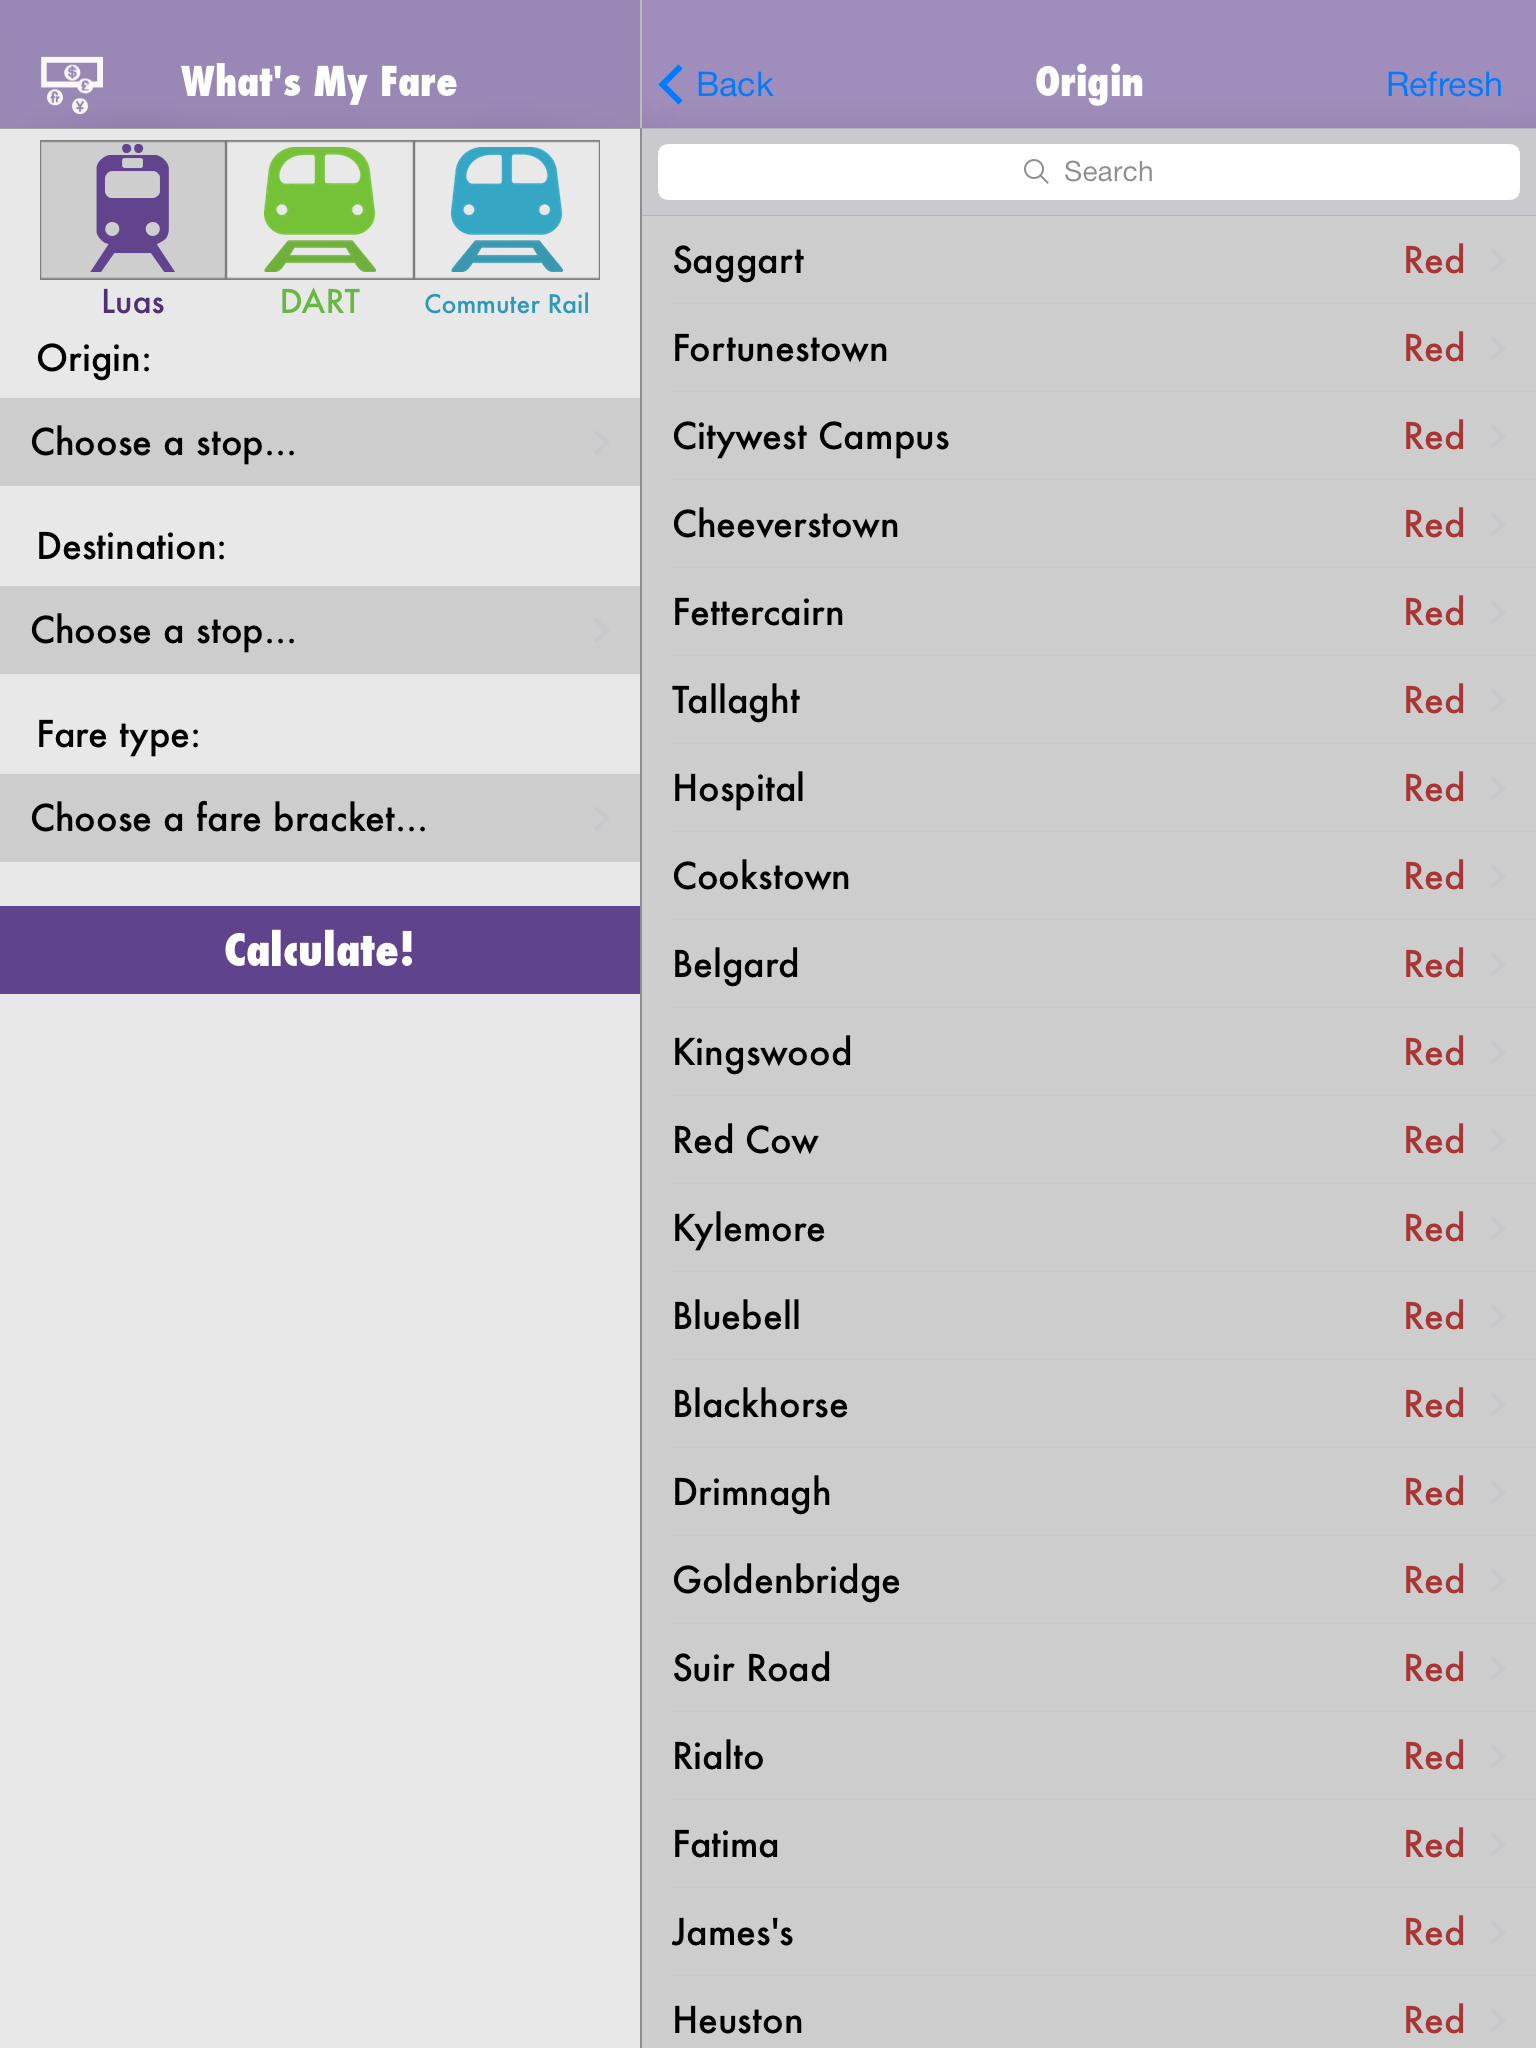 What's My Fare
Luas
DART
Commuter Rail
Origin:
Choose a stop...
Destination:
Choose a stop...
Fare type:
Choose a fare bracket...
Calculate!
Back
Origin
Refresh
Search
Saggart Red
Fortunestown Red
Citywest Campus Red
Cheeverstown Red
Fettercairn Red
Tallaght Red
Hospital Red
Cookstown Red
Belgard Red
Kingswood Red
Red Cow Red
Kylemore Red
Bluebell Red
Blackhorse Red
Drimnagh Red
Goldenbridge Red
Suir Road Red
Rialto Red
Fatima Red
James's Red
Heuston Red